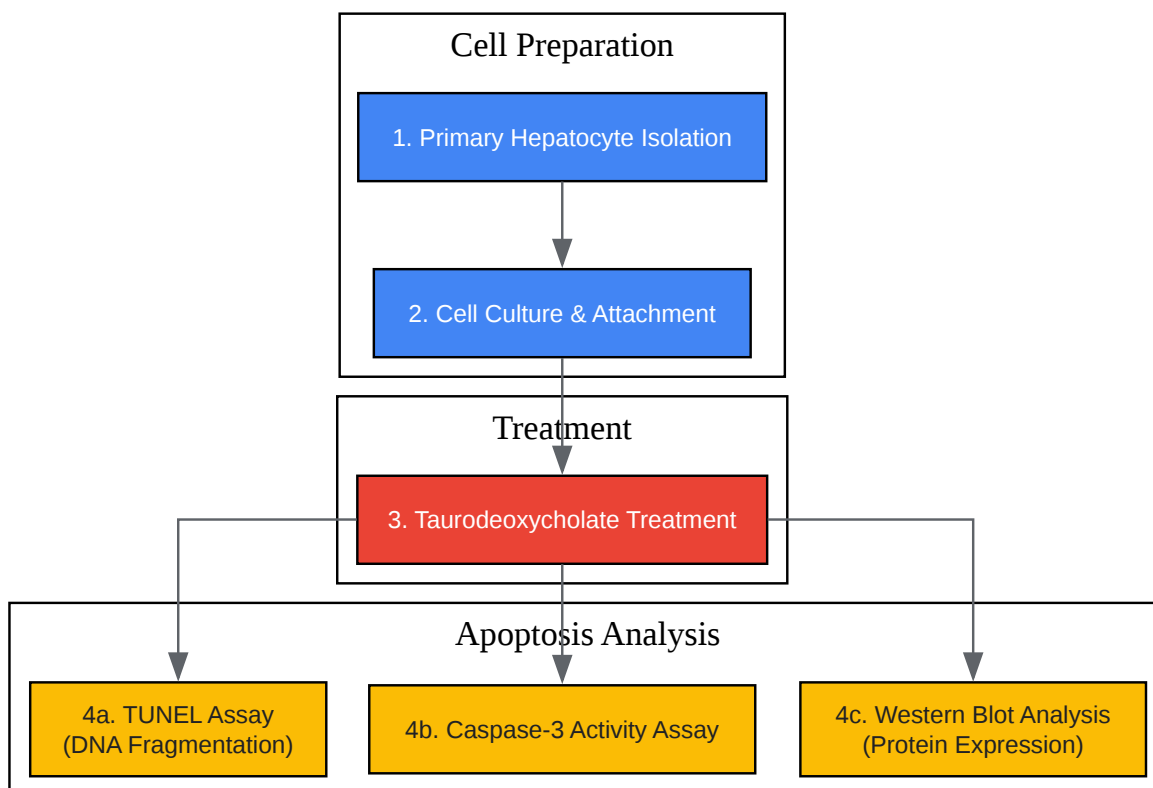 Cell Preparation
1. Primary Hepatocyte Isolation
2. Cell Culture & Attachment
Treatment
3. Taurodeoxycholate Treatment
Apoptosis Analysis
4a. TUNEL Assay
(DNA Fragmentation)
4b. Caspase-3 Activity Assay
4c. Western Blot Analysis
(Protein Expression)